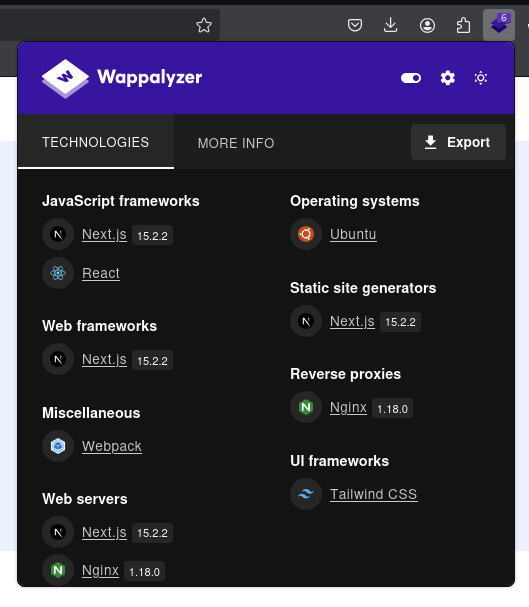 6
Wappalyzer
TECHNOLOGIES
MORE INFO
Export
JavaScript frameworks
Next.js 15.2.2
React
Web frameworks
Next.js 15.2.2
Miscellaneous
Webpack
Web servers
Next.js 15.2.2
Nginx 1.18.0
Operating systems
Ubuntu
Static site generators
Next.js 15.2.2
Reverse proxies
Nginx 1.18.0
UI frameworks
Tailwind CSS